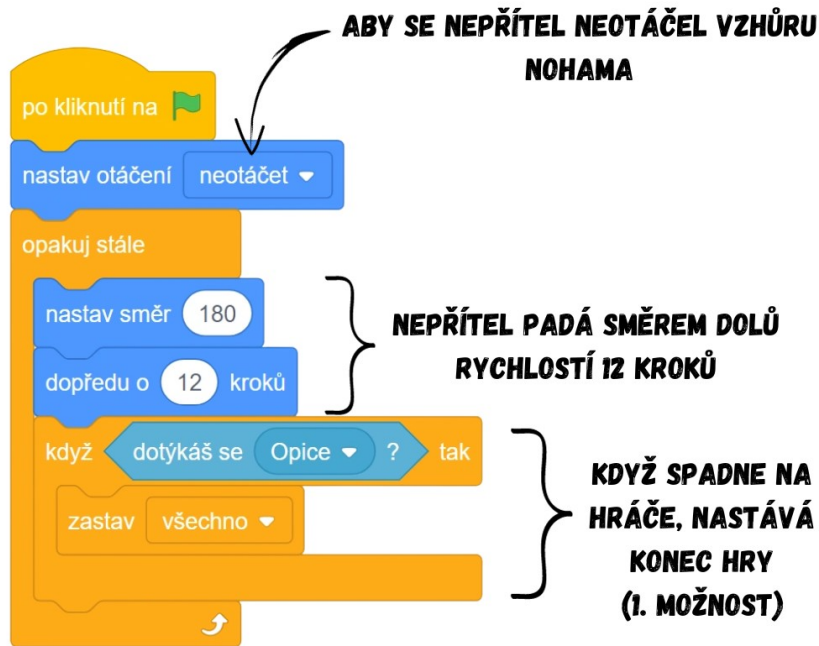 ABY SE NEPŘÍTEL NEOTÁČEL VZHŮRU
NOHAMA
po kliknutí na
nastav otáčení neotáčet
opakuj stále
nastav směr 180
dopředu o 12 kroků
NEPŘÍTEL PADÁ SMĚREM DOLŮ
RYCHLOSTÍ 12 KROKŮ
když dotýkáš se Opice ? tak
zastav všechno
KDYŽ SPADNE NA
HRÁČE, NASTÁVÁ
KONEC HRY
(1. MOŽNOST)